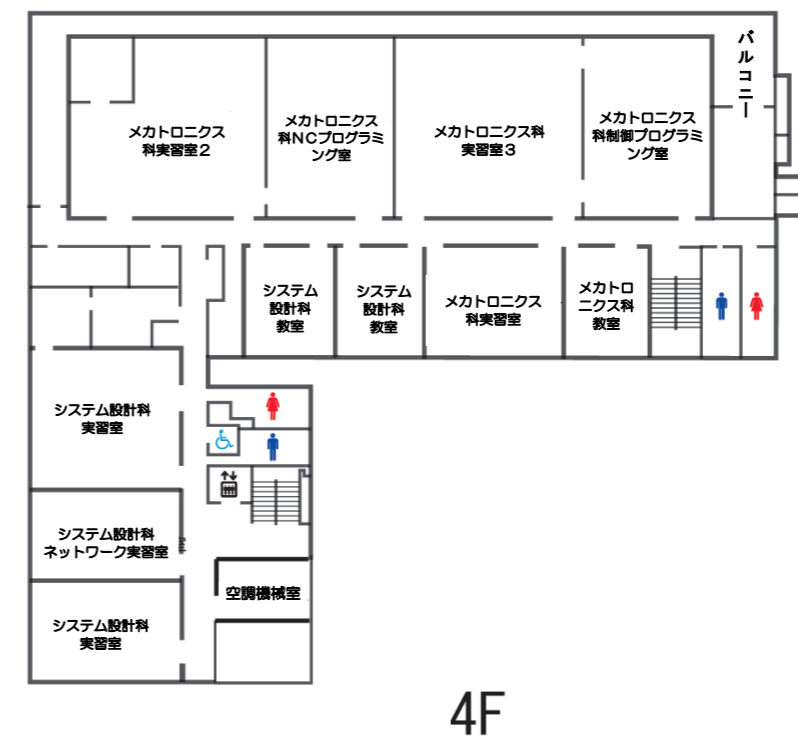 バルコニー
メカトロニクス
科実習室２
メカトロニクス
科ＮＣプログラミ
ング室
メカトロニクス科
実習室３
メカトロニクス
科制御プログラミ
ング室
システム
設計科
教室
システム
設計科
教室
メカトロニクス
科実習室
メカトロ
ニクス科
教室
システム設計科
実習室
システム設計科
ネットワーク実習室
空調機械室
システム設計科
実習室
4F